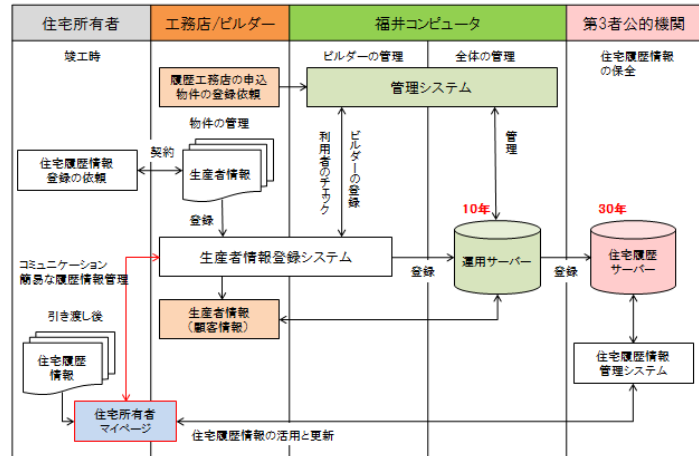 住宅所有者
工務店/ビルダー
福井コンピュータ
第3者公的機関
竣工時
ビルダーの管理
全体の管理
住宅履歴情報
の保全
履歴工務店の申込
物件の登録依頼
管理システム
物件の管理
住宅履歴情報
登録の依頼
契約
生産者情報
利用者のチェック
ビルダーの登録
管理
登録
10年
30年
生産者情報登録システム
登録
運用サーバー
登録
住宅履歴
サーバー
コミュニケーション
簡易な履歴情報管理
生産者情報
(顧客情報)
引き渡し後
住宅履歴
情報
住宅履歴情報
管理システム
住宅所有者
マイページ
住宅履歴情報の活用と更新